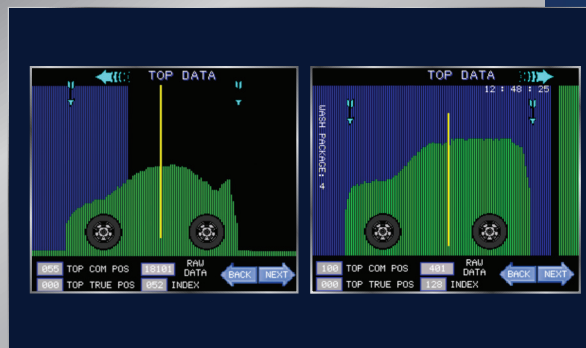 TOP DATA
055 TOP COM POS 18101 RAW DATA BACK NEXT
000 TOP TRUE POS 052 INDEX
TOP DATA
12 : 48 : 25
WASH PACKAGE: 4
100 TOP COM POS 401 RAW DATA BACK NEXT
000 TOP TRUE POS 128 INDEX